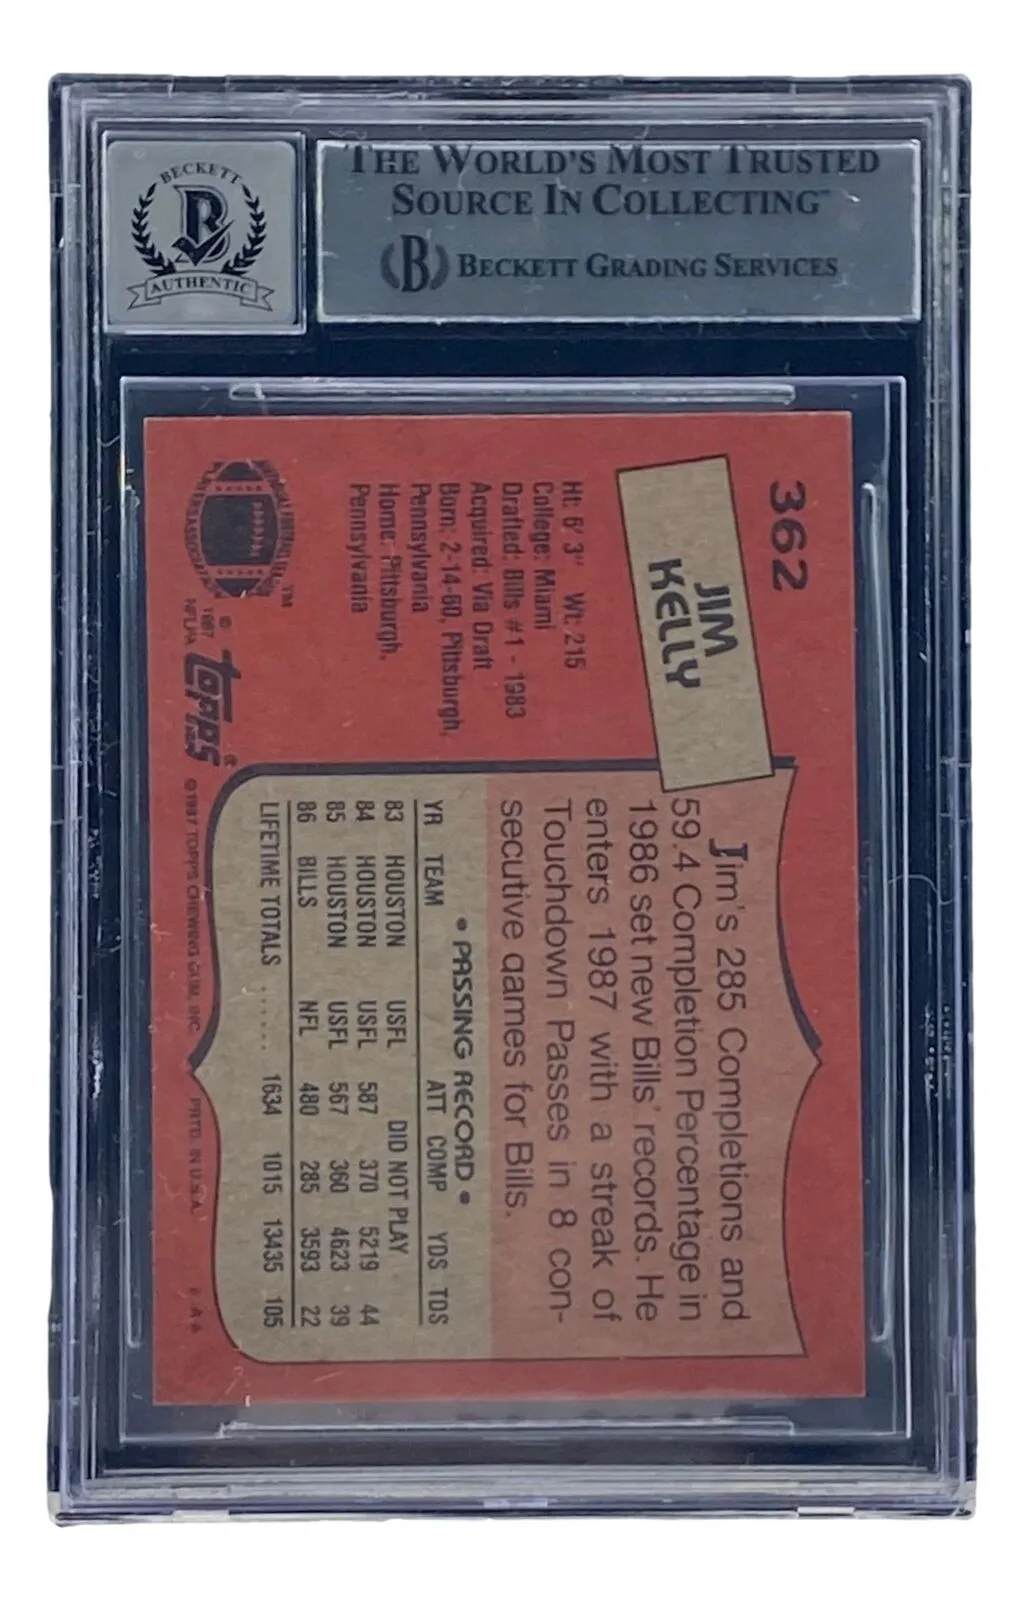 BECKETT
B
AUTHENTIC
THE WORLD'S MOST TRUSTED
SOURCE IN COLLECTING™
B BECKETT GRADING SERVICES
362
JIM
KELLY
Ht: 6' 3" Wt: 215
College: Miami
Drafted: Bills #1 - 1983
Acquired: Via Draft
Born: 2-14-60, Pittsburgh,
Pennsylvania
Home: Pittsburgh,
Pennsylvania
Jim's 285 Completions and
59.4 Completion Percentage in
1986 set new Bills' records. He
enters 1987 with a streak of
Touchdown Passes in 8 con-
secutive games for Bills.
• PASSING RECORD •
YR TEAM ATT COMP YDS TDS
83 HOUSTON USFL DID NOT PLAY
84 HOUSTON USFL 587 370 5219 44
85 HOUSTON USFL 567 360 4623 39
86 BILLS NFL 480 285 3593 22
LIFETIME TOTALS ...... 1634 1015 13435 105
TM
©
1987
NFLPA
topps®
©1987 TOPPS CHEWING GUM, INC. PRTD. IN U.S.A.